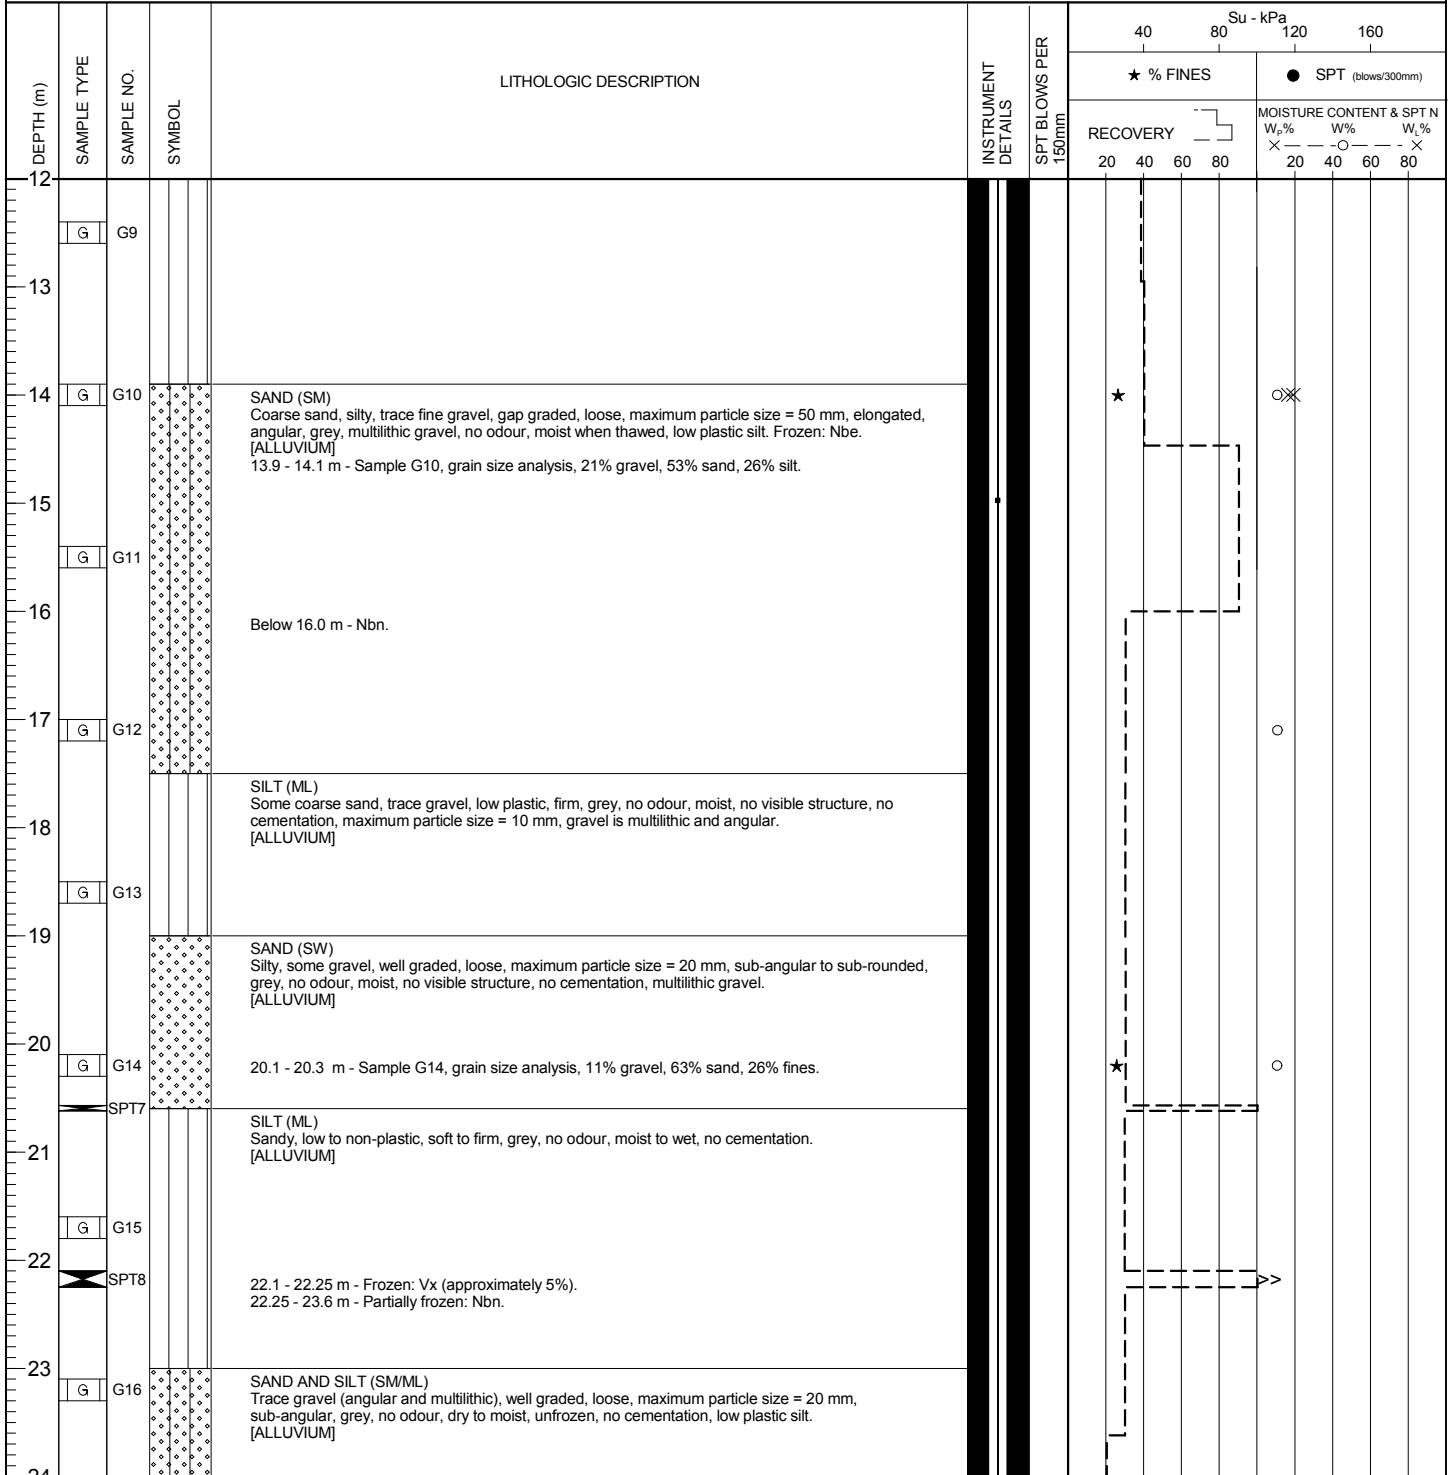 DEPTH (m)
SAMPLE TYPE
SAMPLE NO.
SYMBOL
LITHOLOGIC DESCRIPTION
INSTRUMENT
DETAILS
SPT BLOWS PER
150mm
Su - kPa
40 80 120 160
★ % FINES
● SPT (blows/300mm)
RECOVERY
MOISTURE CONTENT & SPT N
Wₚ% W% W_L%
20 40 60 80 20 40 60 80
12
G G9
13
14 G G10
SAND (SM)
Coarse sand, silty, trace fine gravel, gap graded, loose, maximum particle size = 50 mm, elongated,
angular, grey, multilithic gravel, no odour, moist when thawed, low plastic silt. Frozen: Nbe.
[ALLUVIUM]
13.9 - 14.1 m - Sample G10, grain size analysis, 21% gravel, 53% sand, 26% silt.
15
G G11
16
Below 16.0 m - Nbn.
17
G G12
SILT (ML)
Some coarse sand, trace gravel, low plastic, firm, grey, no odour, moist, no visible structure, no
cementation, maximum particle size = 10 mm, gravel is multilithic and angular.
[ALLUVIUM]
18
G G13
19
SAND (SW)
Silty, some gravel, well graded, loose, maximum particle size = 20 mm, sub-angular to sub-rounded,
grey, no odour, moist, no visible structure, no cementation, multilithic gravel.
[ALLUVIUM]
20
G G14
20.1 - 20.3 m - Sample G14, grain size analysis, 11% gravel, 63% sand, 26% fines.
SPT7
SILT (ML)
Sandy, low to non-plastic, soft to firm, grey, no odour, moist to wet, no cementation.
[ALLUVIUM]
21
G G15
22
SPT8
>>
22.1 - 22.25 m - Frozen: Vx (approximately 5%).
22.25 - 23.6 m - Partially frozen: Nbn.
23
G G16
SAND AND SILT (SM/ML)
Trace gravel (angular and multilithic), well graded, loose, maximum particle size = 20 mm,
sub-angular, grey, no odour, dry to moist, unfrozen, no cementation, low plastic silt.
[ALLUVIUM]
24